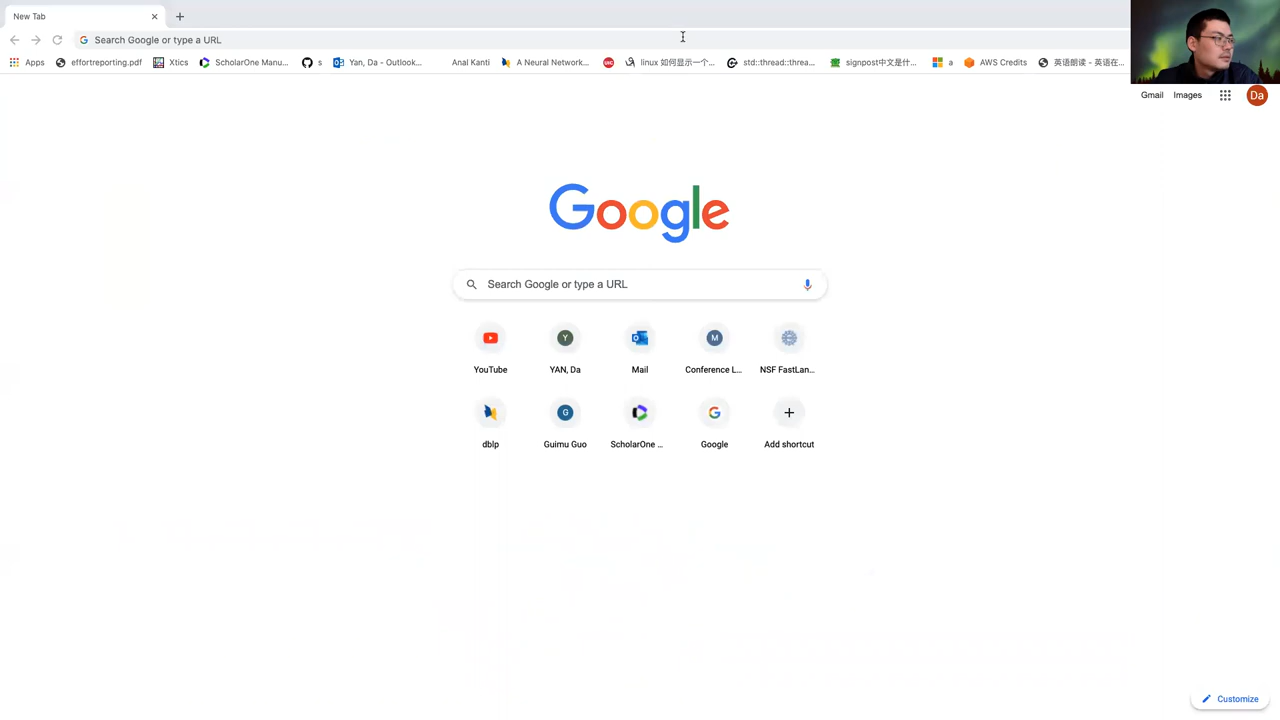 New Tab
Search Google or type a URL
Apps effortreporting.pdf Xtics ScholarOne Manu... s Yan, Da - Outlook... Anal Kanti A Neural Network... UIC linux 如何显示一个... std::thread::threa... signpost中文是什... a AWS Credits 英语朗读 - 英语在...
Gmail Images Da
Google
Search Google or type a URL
Y M
YouTube YAN, Da Mail Conference L... NSF FastLan...
G G
dblp Guimu Guo ScholarOne ... Google Add shortcut
Customize